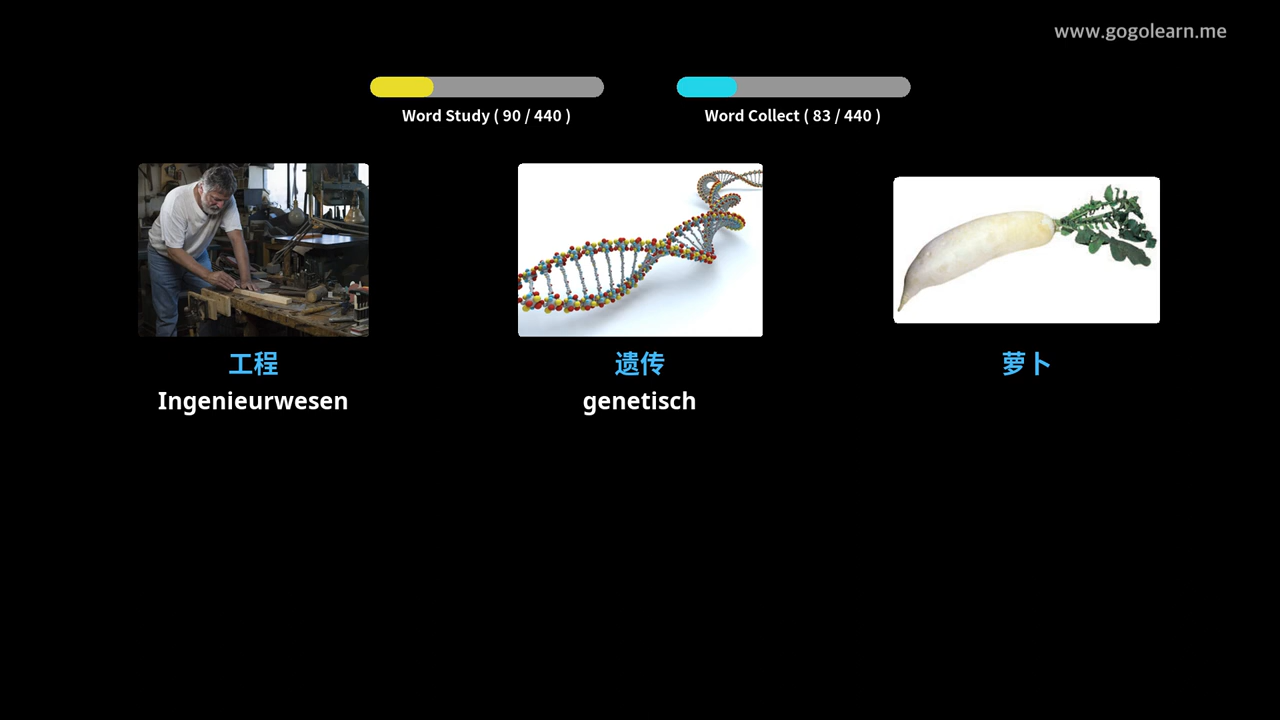 www.gogolearn.me
Word Study ( 90 / 440 )
Word Collect ( 83 / 440 )
工程
Ingenieurwesen
遗传
genetisch
萝卜